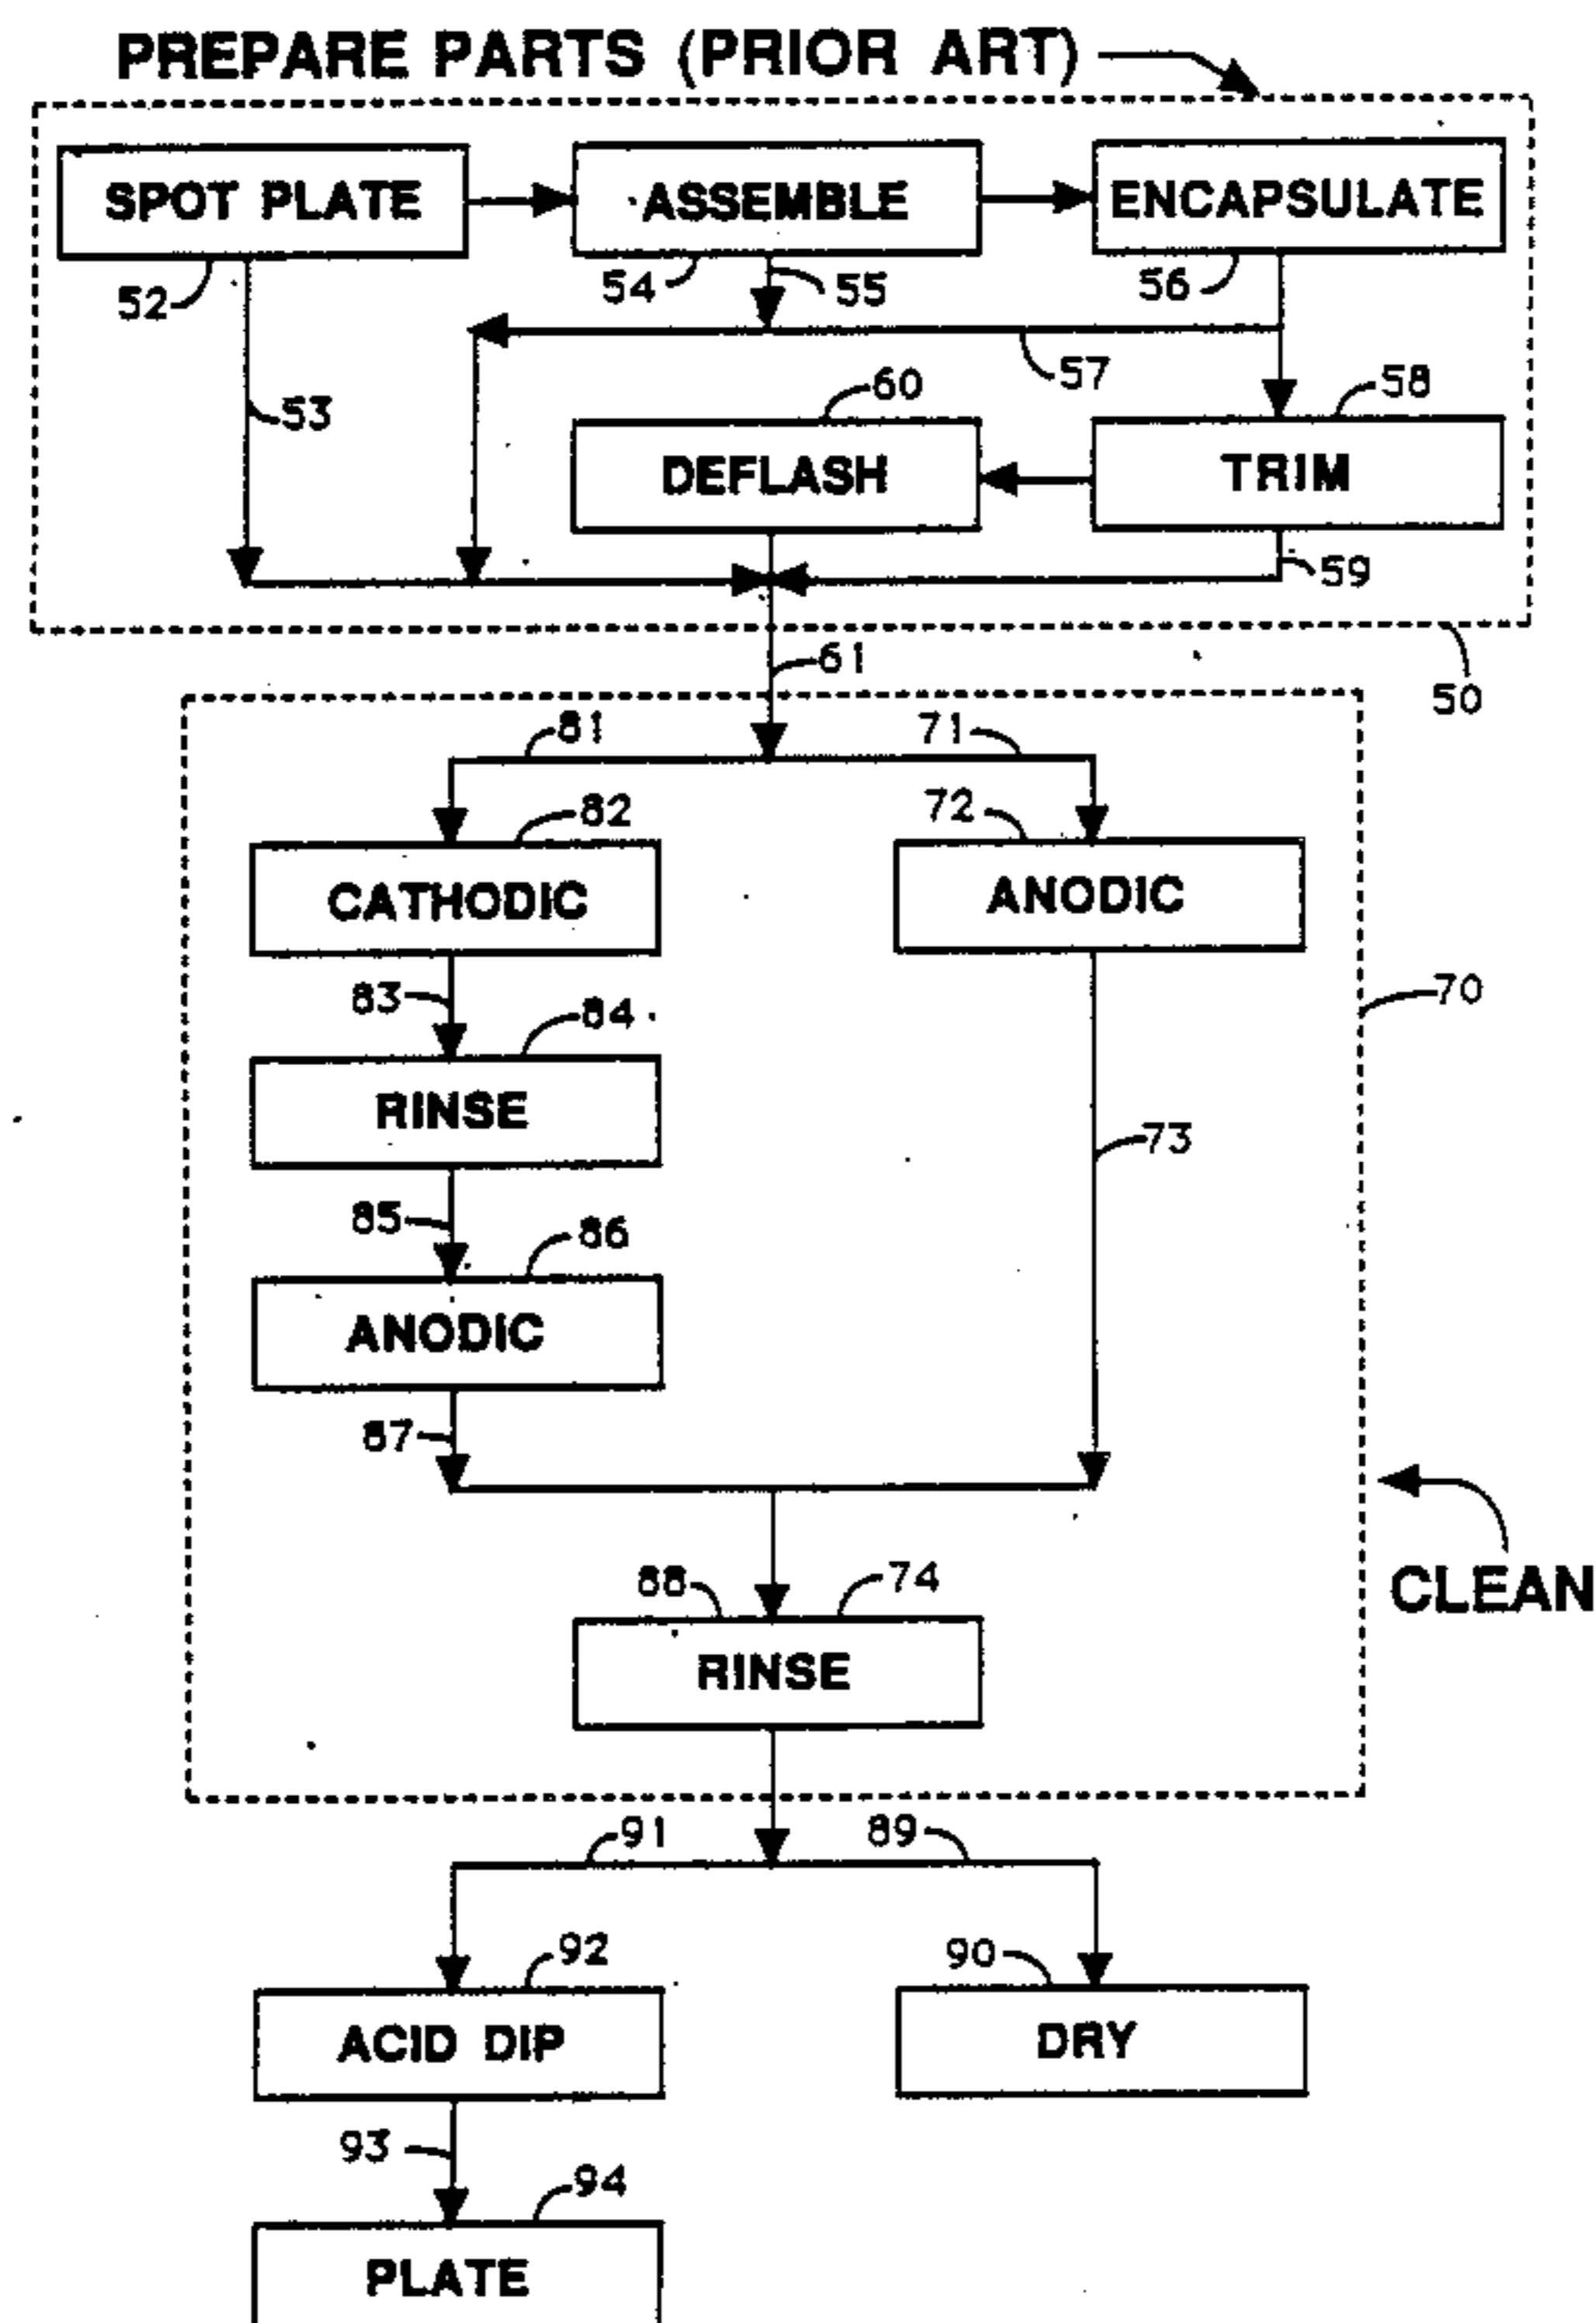 PREPARE PARTS (PRIOR ART)
SPOT PLATE
ASSEMBLE
ENCAPSULATE
52
54
55
56
57
53
60
58
DEFLASH
TRIM
59
61
50
81
71
82
72
CATHODIC
ANODIC
83
84
70
RINSE
73
85
86
ANODIC
87
88
74
CLEAN
RINSE
91
89
92
90
ACID DIP
DRY
93
94
PLATE